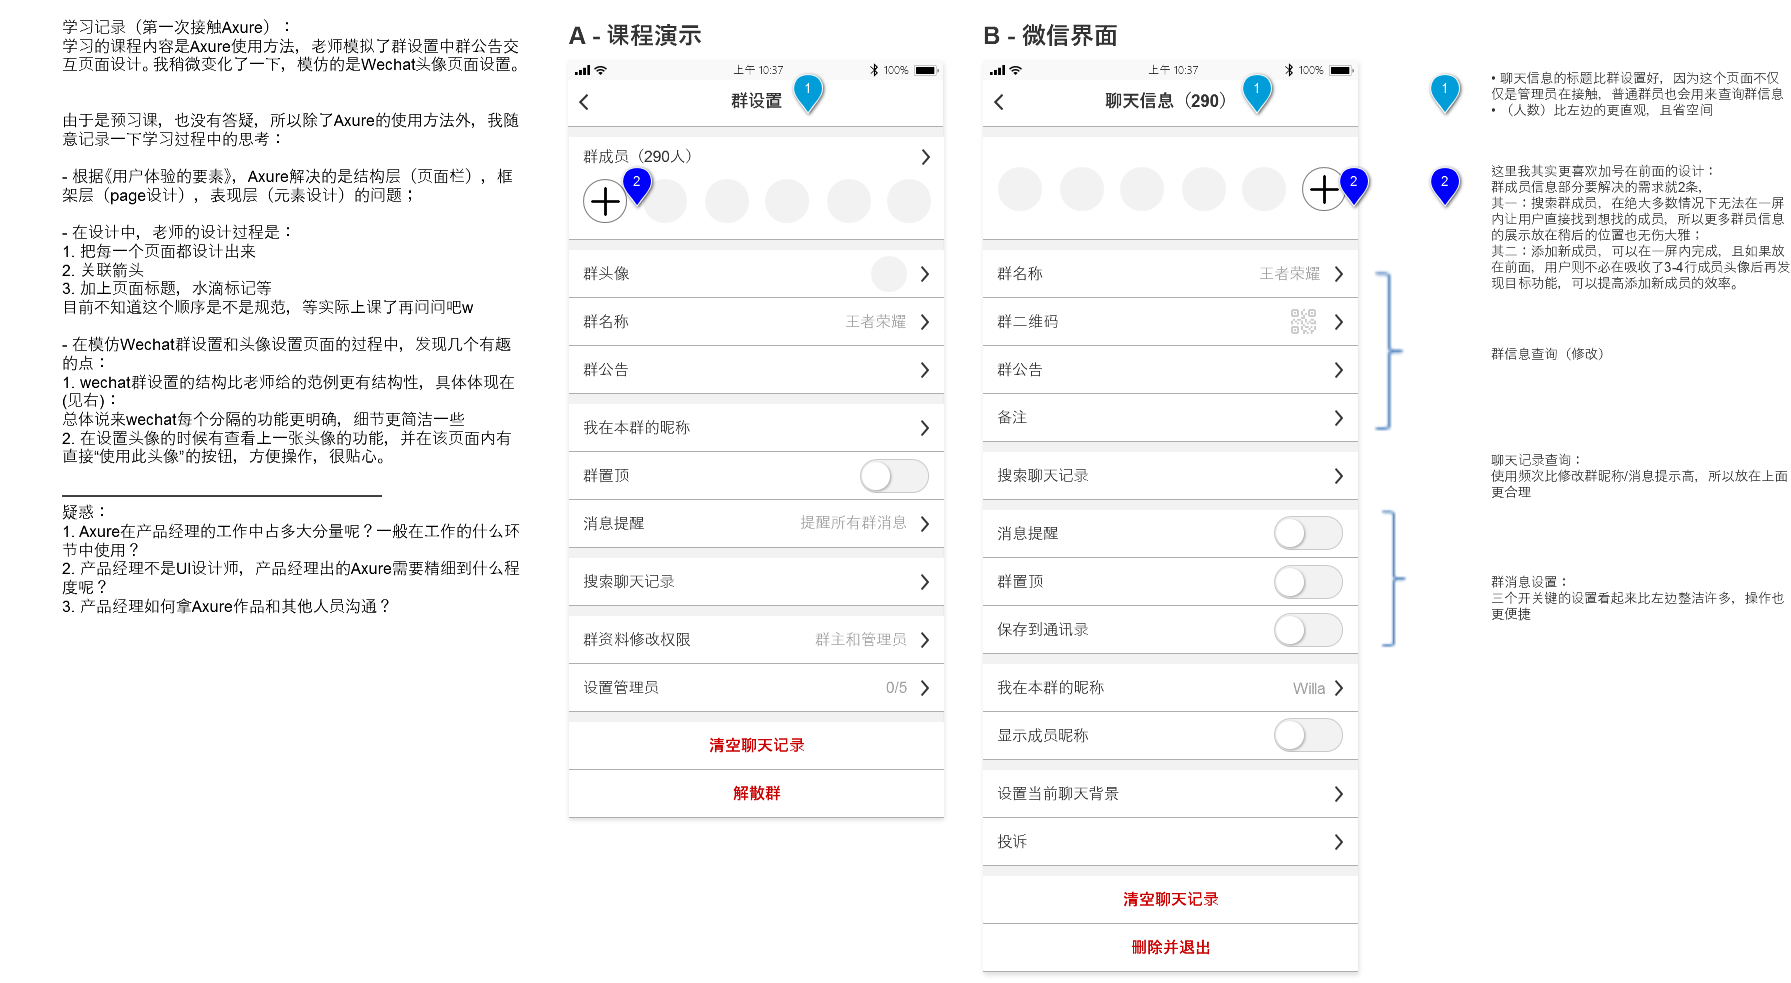 学习记录（第一次接触Axure）：
学习的课程内容是Axure使用方法，老师模拟了群设置中群公告交
互页面设计。我稍微变化了一下，模仿的是Wechat头像页面设置。
由于是预习课，也没有答疑，所以除了Axure的使用方法外，我随
意记录一下学习过程中的思考：
- 根据《用户体验的要素》，Axure解决的是结构层（页面栏），框
架层（page设计），表现层（元素设计）的问题；
- 在设计中，老师的设计过程是：
1. 把每一个页面都设计出来
2. 关联箭头
3. 加上页面标题，水滴标记等
目前不知道这个顺序是不是规范，等实际上课了再问问吧w
- 在模仿Wechat群设置和头像设置页面的过程中，发现几个有趣
的点：
1. wechat群设置的结构比老师给的范例更有结构性，具体体现在
(见右)：
总体说来wechat每个分隔的功能更明确，细节更简洁一些
2. 在设置头像的时候有查看上一张头像的功能，并在该页面内有
直接“使用此头像”的按钮，方便操作，很贴心。
疑惑：
1. Axure在产品经理的工作中占多大分量呢？一般在工作的什么环
节中使用？
2. 产品经理不是UI设计师，产品经理出的Axure需要精细到什么程
度呢？
3. 产品经理如何拿Axure作品和其他人员沟通？
A - 课程演示
上午 10:37
100%
群设置
1
群成员（290人）
2
群头像
群名称
王者荣耀
群公告
我在本群的昵称
群置顶
消息提醒
提醒所有群消息
搜索聊天记录
群资料修改权限
群主和管理员
设置管理员
0/5
清空聊天记录
解散群
B - 微信界面
上午 10:37
100%
聊天信息（290）
1
2
群名称
王者荣耀
群二维码
群公告
备注
搜索聊天记录
消息提醒
群置顶
保存到通讯录
我在本群的昵称
Willa
显示成员昵称
设置当前聊天背景
投诉
清空聊天记录
删除并退出
1
• 聊天信息的标题比群设置好，因为这个页面不仅
仅是管理员在接触，普通群员也会用来查询群信息
• （人数）比左边的更直观，且省空间
2
这里我其实更喜欢加号在前面的设计：
群成员信息部分要解决的需求就2条，
其一：搜索群成员，在绝大多数情况下无法在一屏
内让用户直接找到想找的成员，所以更多群员信息
的展示放在稍后的位置也无伤大雅；
其二：添加新成员，可以在一屏内完成，且如果放
在前面，用户则不必在吸收了3-4行成员头像后再发
现目标功能，可以提高添加新成员的效率。
群信息查询（修改）
聊天记录查询：
使用频次比修改群昵称/消息提示高，所以放在上面
更合理
群消息设置：
三个开关键的设置看起来比左边整洁许多，操作也
更便捷